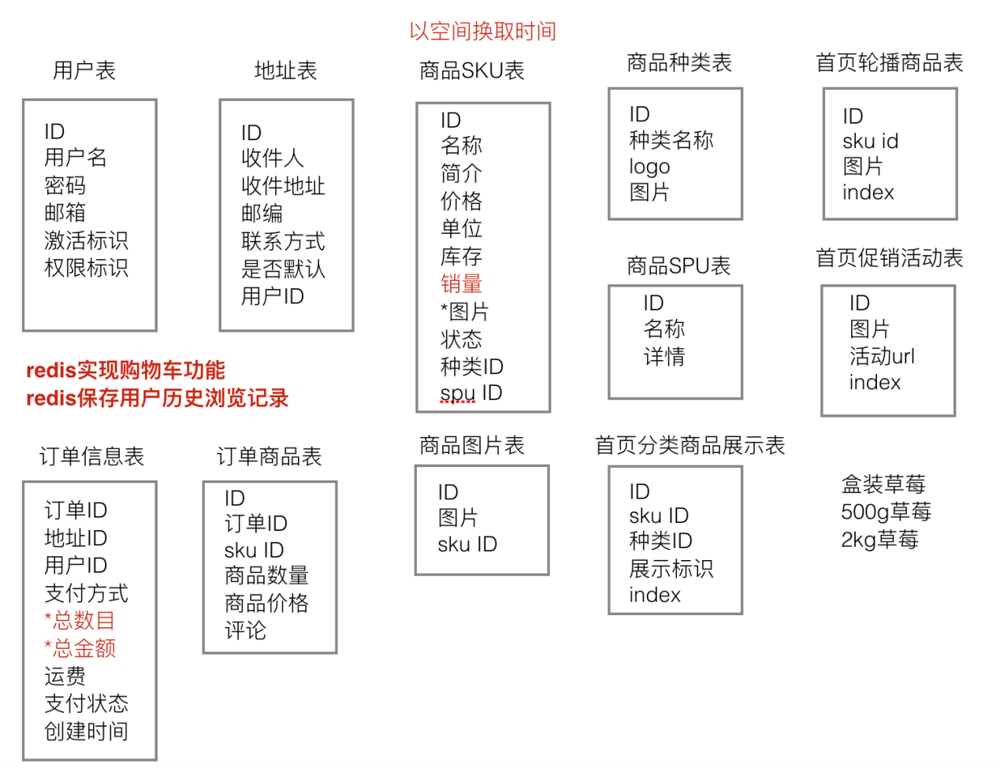 以空间换取时间
用户表
ID
用户名
密码
邮箱
激活标识
权限标识
地址表
ID
收件人
收件地址
邮编
联系方式
是否默认
用户ID
商品SKU表
ID
名称
简介
价格
单位
库存
销量
*图片
状态
种类ID
spu ID
商品种类表
ID
种类名称
logo
图片
首页轮播商品表
ID
sku id
图片
index
商品SPU表
ID
名称
详情
首页促销活动表
ID
图片
活动url
index
redis实现购物车功能
redis保存用户历史浏览记录
订单信息表
订单ID
地址ID
用户ID
支付方式
*总数目
*总金额
运费
支付状态
创建时间
订单商品表
ID
订单ID
sku ID
商品数量
商品价格
评论
商品图片表
ID
图片
sku ID
首页分类商品展示表
ID
sku ID
种类ID
展示标识
index
盒装草莓
500g草莓
2kg草莓